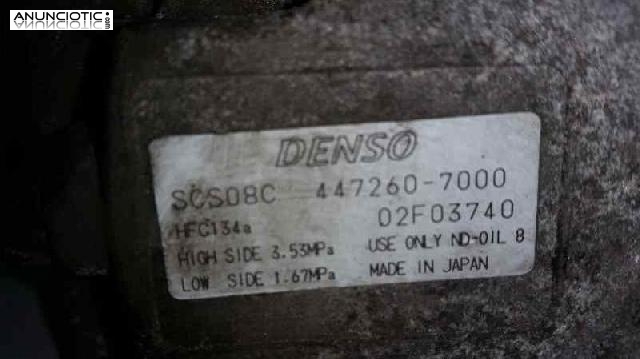 ANUNCIOTIC.com
DENSO
SCS08C 447260-7000
HFC134a 02F03740
HIGH SIDE 3.53MPa USE ONLY ND-OIL 8
LOW SIDE 1.67MPa MADE IN JAPAN